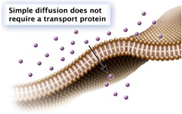 Simple diffusion does not
require a transport protein